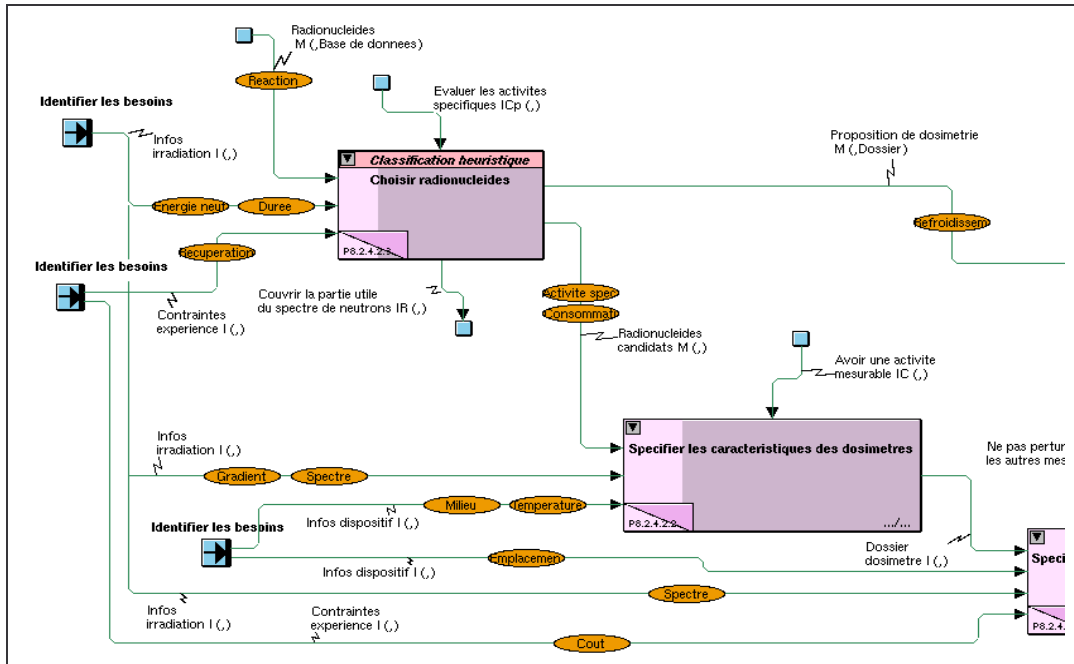 Radionucleides
M (,Base de donnees)
Reaction
Identifier les besoins
Evaluer les activites
specifiques ICp (,)
Infos
irradiation I (,)
Proposition de dosimetrie
M (,Dossier)
Classification heuristique
Choisir radionucleides
Energie neut
Duree
Recuperation
Refroidissem
P8.2.4.2.3
Identifier les besoins
Couvrir la partie utile
du spectre de neutrons IR (,)
Contraintes
experience I (,)
Activite spec
Consommati
Radionucleides
candidats M (,)
Avoir une activite
mesurable IC (,)
Infos
irradiation I (,)
Specifier les caracteristiques des dosimetres
Ne pas pertur
les autres mes
Gradient
Spectre
Milieu
Temperature
Identifier les besoins
Infos dispositif I (,)
P8.2.4.2.2
.../...
Dossier
dosimetre I (,)
Emplacemen
Infos dispositif I (,)
Speci
Spectre
Infos
irradiation I (,)
Contraintes
experience I (,)
Cout
P8.2.4.